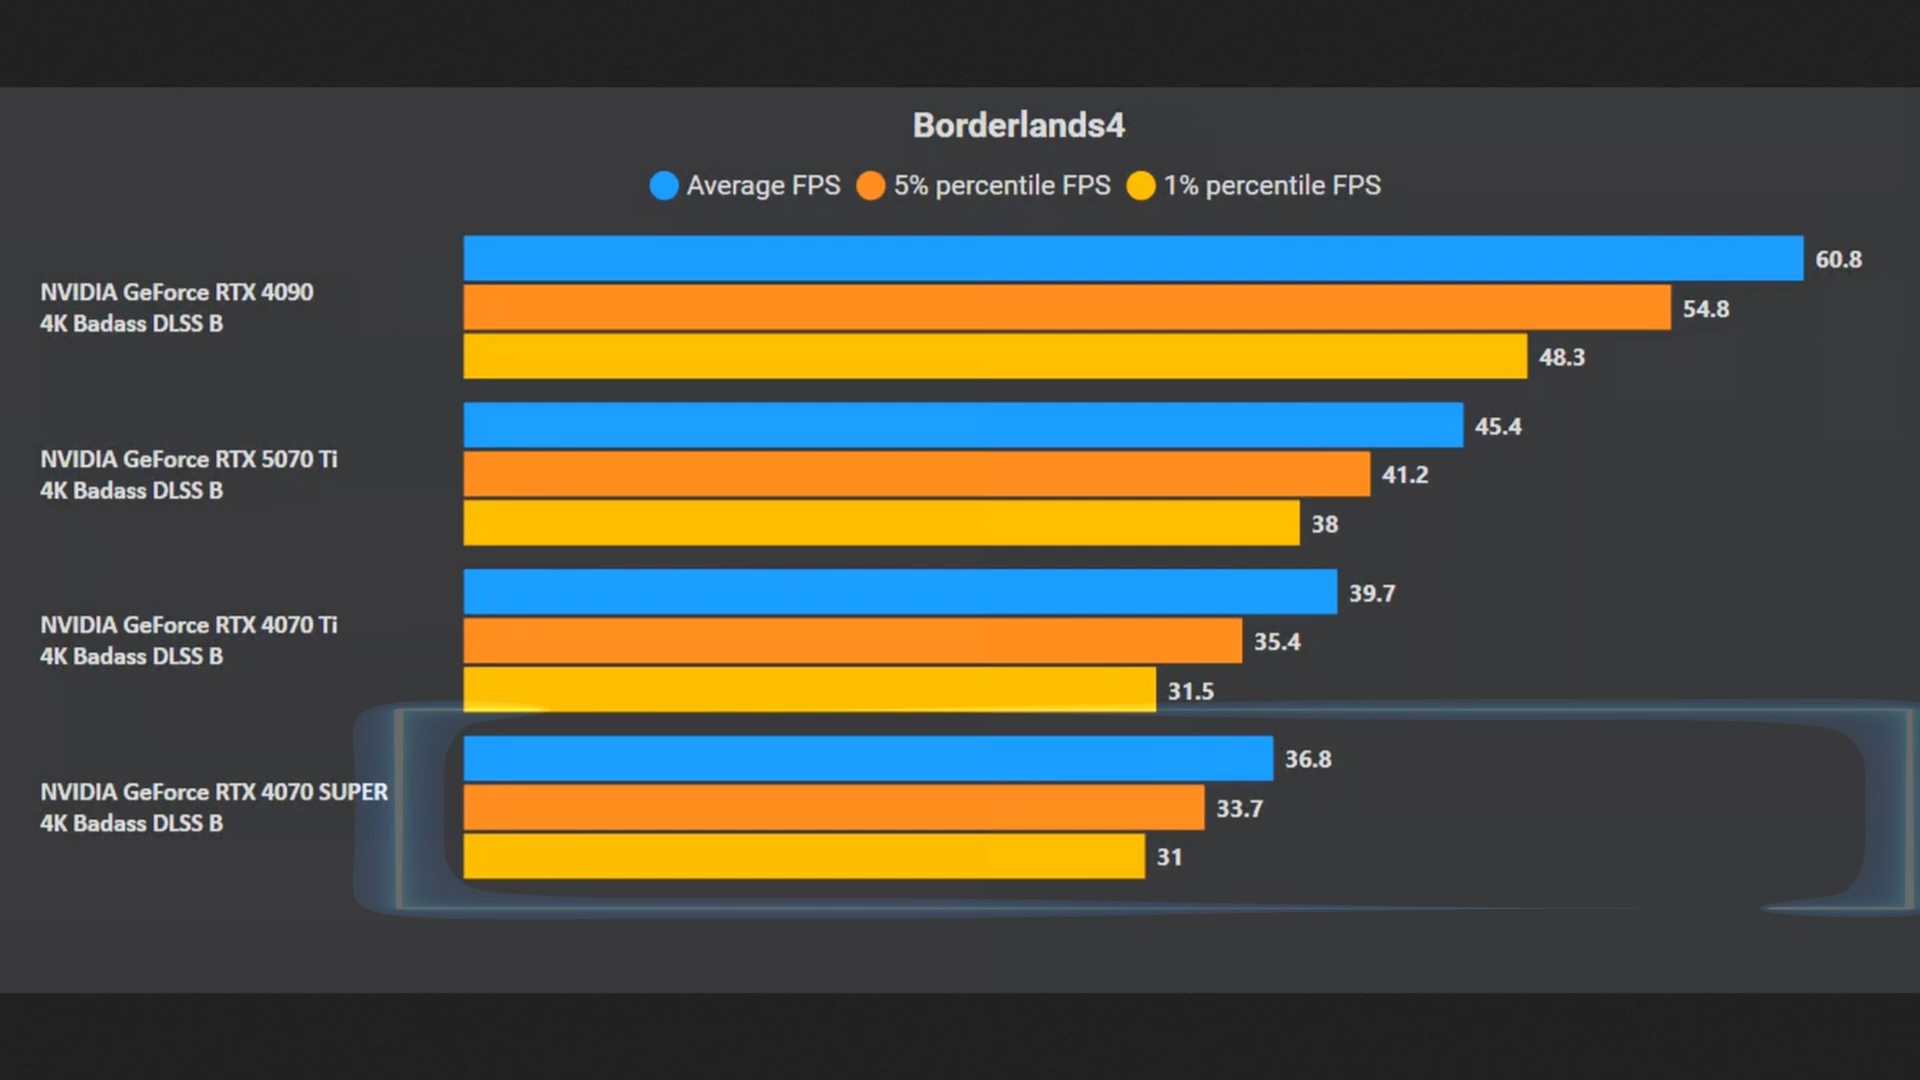 Borderlands4
Average FPS 5% percentile FPS 1% percentile FPS
NVIDIA GeForce RTX 4090
4K Badass DLSS B
60.8
54.8
48.3
NVIDIA GeForce RTX 5070 Ti
4K Badass DLSS B
45.4
41.2
38
NVIDIA GeForce RTX 4070 Ti
4K Badass DLSS B
39.7
35.4
31.5
NVIDIA GeForce RTX 4070 SUPER
4K Badass DLSS B
36.8
33.7
31